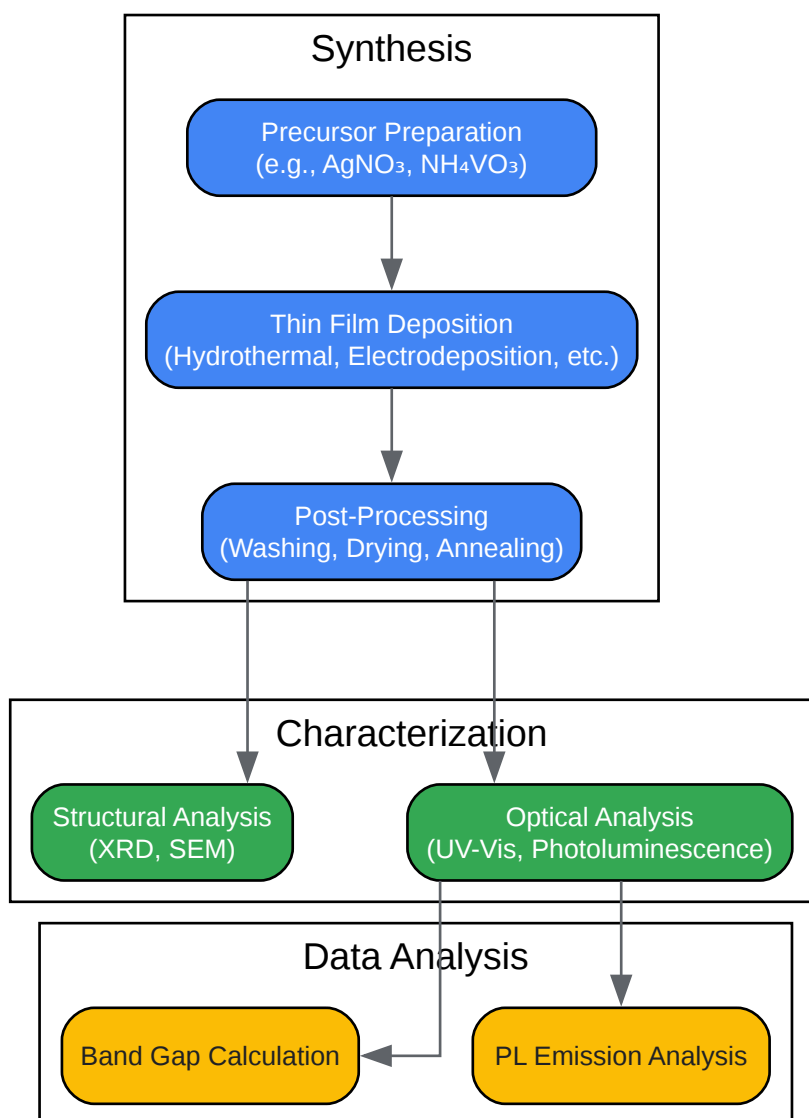 Synthesis
Precursor Preparation
(e.g., AgNO₃, NH₄VO₃)
Thin Film Deposition
(Hydrothermal, Electrodeposition, etc.)
Post-Processing
(Washing, Drying, Annealing)
Characterization
Structural Analysis
(XRD, SEM)
Optical Analysis
(UV-Vis, Photoluminescence)
Data Analysis
Band Gap Calculation
PL Emission Analysis